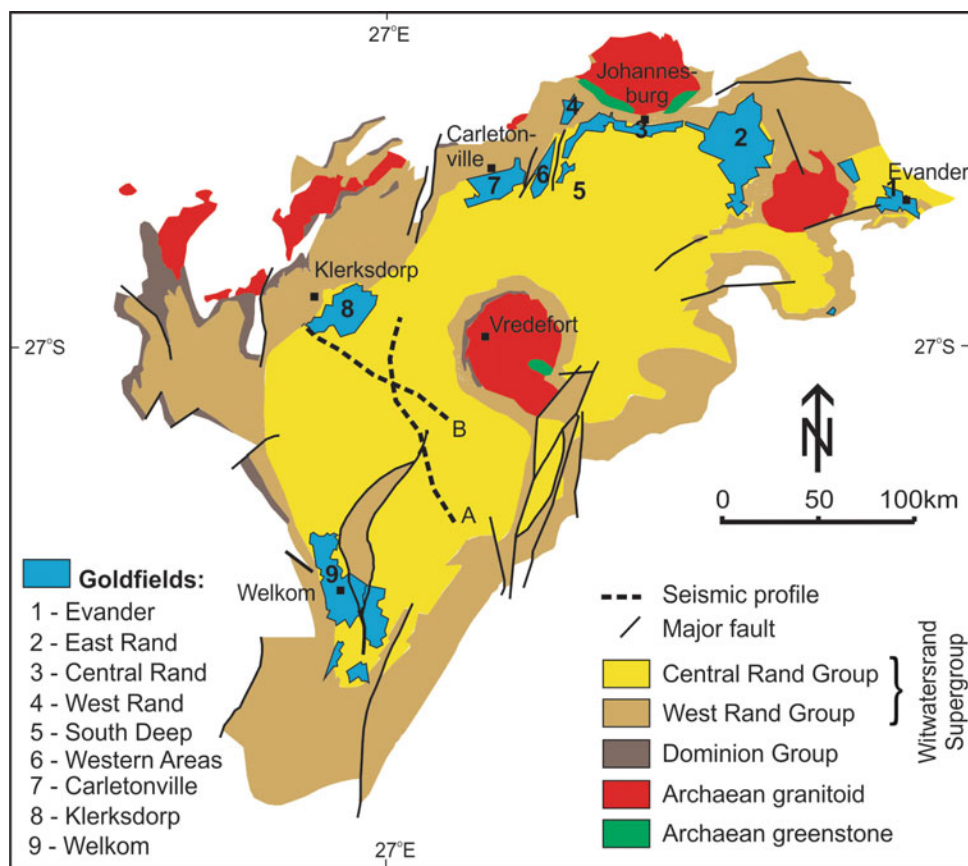 27°E
Johannes-
burg
4
3
2
Carleton-
ville
7
6
5
Evander
1
Klerksdorp
8
Vredefort
27°S
27°S
B
A
N
0 50 100km
9
Welkom
Goldfields:
1 - Evander
2 - East Rand
3 - Central Rand
4 - West Rand
5 - South Deep
6 - Western Areas
7 - Carletonville
8 - Klerksdorp
9 - Welkom
Seismic profile
Major fault
Central Rand Group
West Rand Group
Dominion Group
Archaean granitoid
Archaean greenstone
Witwatersrand
Supergroup
27°E